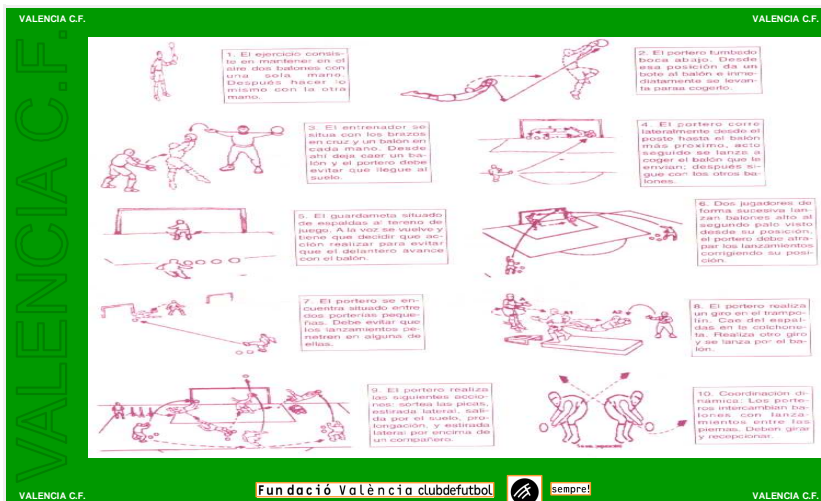 VALENCIA C.F.
VALENCIA C.F.
VALENCIA C.F.
1. El ejercicio consis-
te en mantener en el
aire dos balones con
una sola mano.
Después hacer lo
mismo con la otra
mano.
2. El portero tumbado
boca abajo. Desde
esa posición da un
bote al balón e inme-
diatamente se levan-
ta para cogerlo.
3. El entrenador se
situa con los brazos
en cruz y un balón en
cada mano. Desde
ahí deja caer un ba-
lón y el portero debe
evitar que llegue al
suelo.
4. El portero corre
lateralmente desde el
poste hasta el balón
más proximo, acto
seguido se lanza a
coger el balón que le
envian; después si-
gue con los otros ba-
lones.
5. El guardameta situado
de espaldas al terreno de
juego. A la voz se vuelve y
tiene que decidir que ac-
ción realizar para evitar
que el delantero avance
con el balón.
6. Dos jugadores de
forma sucesiva lan-
zan balones alto al
segundo palo visto
desde su posición,
el portero debe atra-
par los lanzamientos
corrigiendo su posi-
ción.
7. El portero se en-
cuentra situado entre
dos porterías peque-
ñas. Debe evitar que
los lanzamientos pe-
netren en alguna de
ellas.
8. El portero realiza
un giro en el trampo-
lín. Cae de espal-
das en la colchone-
ta. Realiza otro giro
y se lanza por el ba-
lón.
9. El portero realiza
las siguientes accio-
nes: sortea las picas,
estirada lateral, sali-
da por el suelo, pro-
longación, y estirada
lateral por encima de
un compañero.
10. Coordinación di-
námica: Los porte-
ros intercambian ba-
lones con lanza-
mientos entre las
piernas. Deben girar
y recepcionar.
VALENCIA C.F.
Fundació València clubdefutbol
sempre!
VALENCIA C.F.